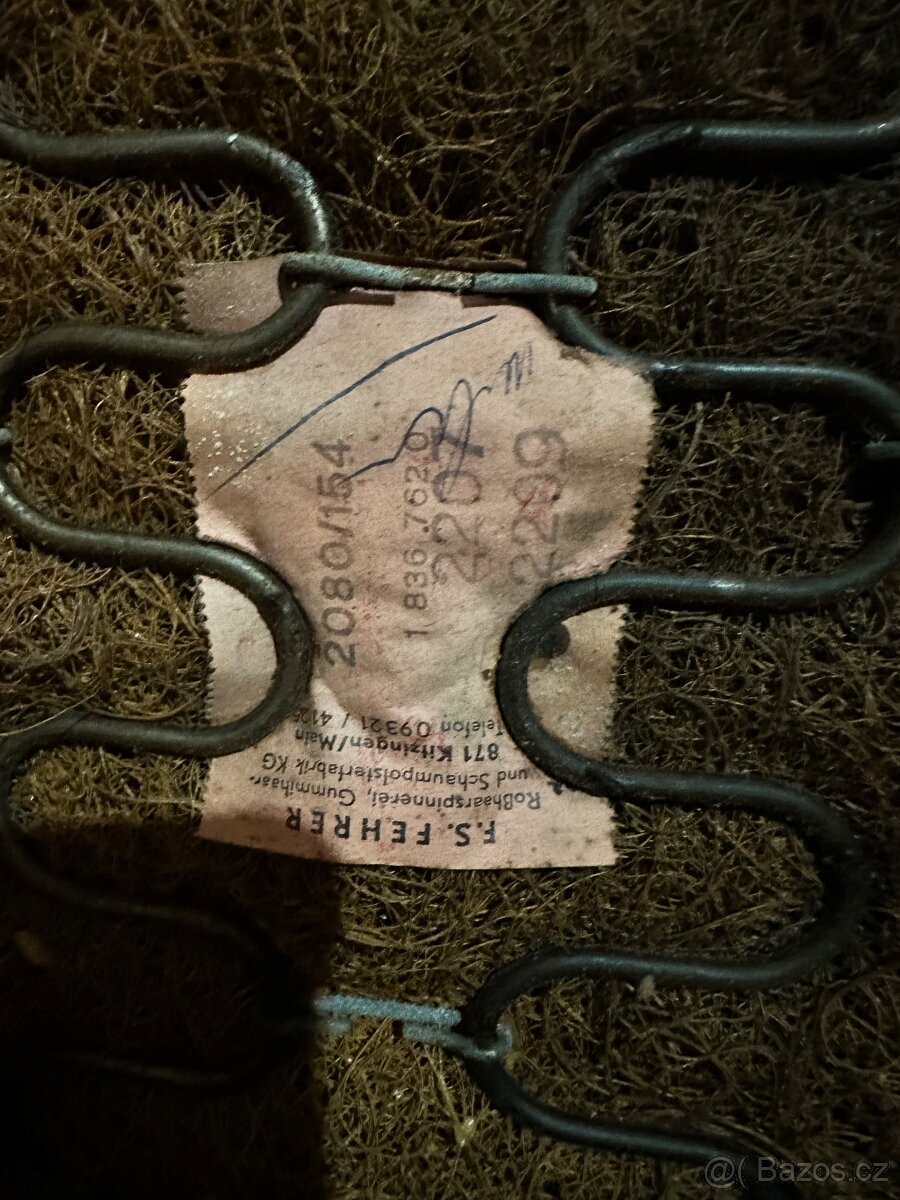 F.S. FEHRER
Roßhaarspinnerei, Gummihaar-
und Schaumpolsterfabrik KG
871 Kitzingen/Main
Telefon 09321 /
2080/154
1 836 762 0
2207
2299
@( Bazos.cz